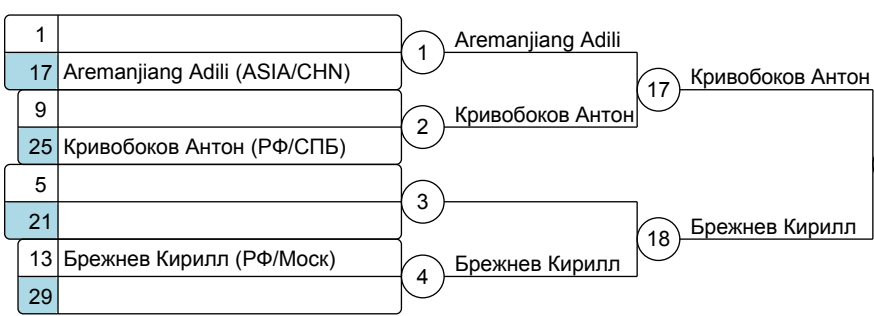 1
17 Aremanjiang Adili (ASIA/CHN)
1
Aremanjiang Adili
9
25 Кривобоков Антон (РФ/СПБ)
2
Кривобоков Антон
17
Кривобоков Антон
5
21
3
13 Брежнев Кирилл (РФ/Моск)
29
4
Брежнев Кирилл
18
Брежнев Кирилл